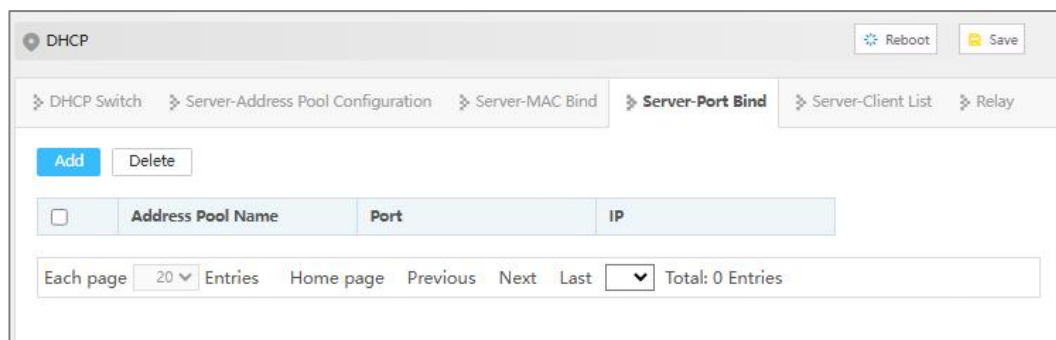 DHCP Reboot Save
DHCP Switch Server-Address Pool Configuration Server-MAC Bind Server-Port Bind Server-Client List Relay
Add Delete
Address Pool Name Port IP
Each page 20 Entries Home page Previous Next Last Total: 0 Entries